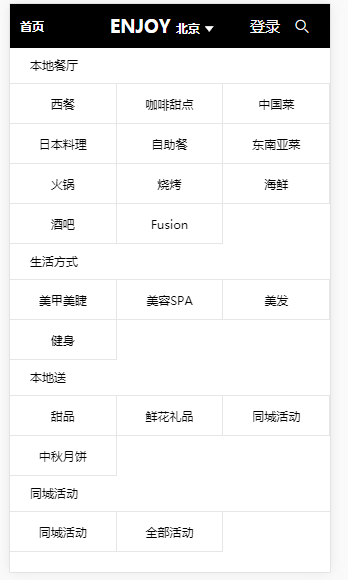 首页 ENJOY 北京 登录
本地餐厅
西餐 咖啡甜点 中国菜
日本料理 自助餐 东南亚菜
火锅 烧烤 海鲜
酒吧 Fusion
生活方式
美甲美睫 美容SPA 美发
健身
本地送
甜品 鲜花礼品 同城活动
中秋月饼
同城活动
同城活动 全部活动